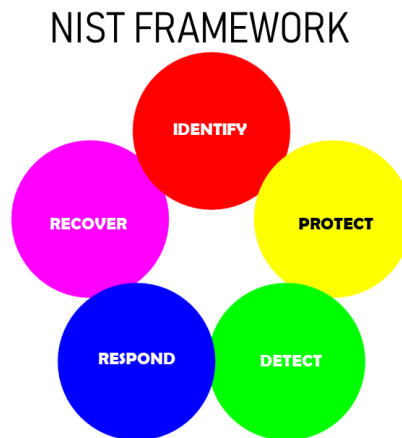 NIST FRAMEWORK
IDENTIFY
PROTECT
DETECT
RESPOND
RECOVER